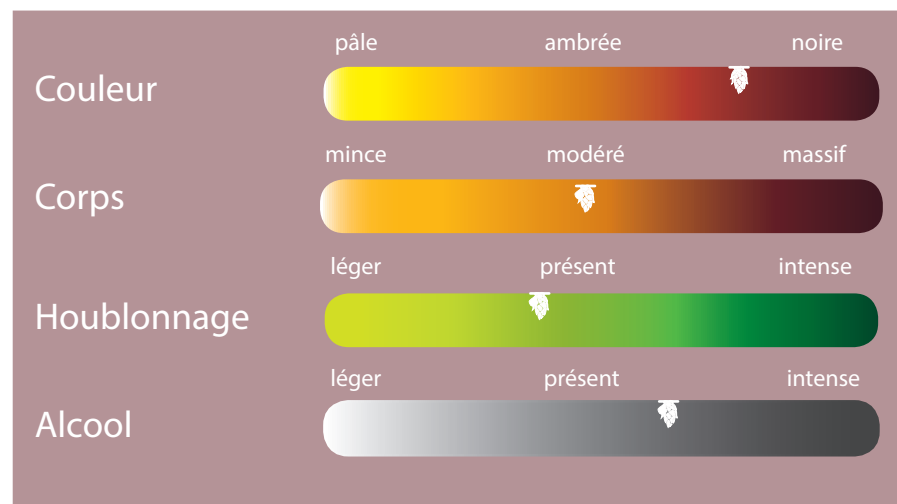 pâle ambrée noire
Couleur
mince modéré massif
Corps
léger présent intense
Houblonnage
léger présent intense
Alcool